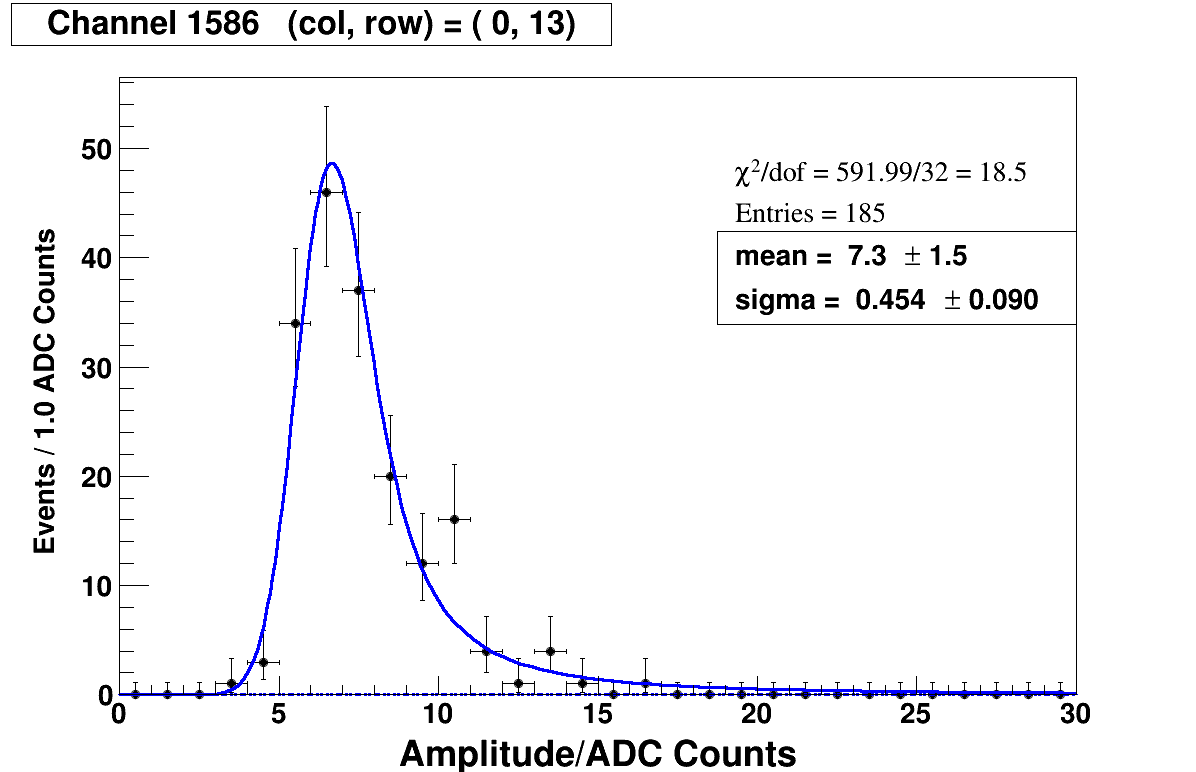 Channel 1586 (col, row) = ( 0, 13)
χ²/dof = 591.99/32 = 18.5
Entries = 185
mean = 7.3 ± 1.5
sigma = 0.454 ± 0.090
Events / 1.0 ADC Counts
50
40
30
20
10
0
0 5 10 15 20 25 30
Amplitude/ADC Counts